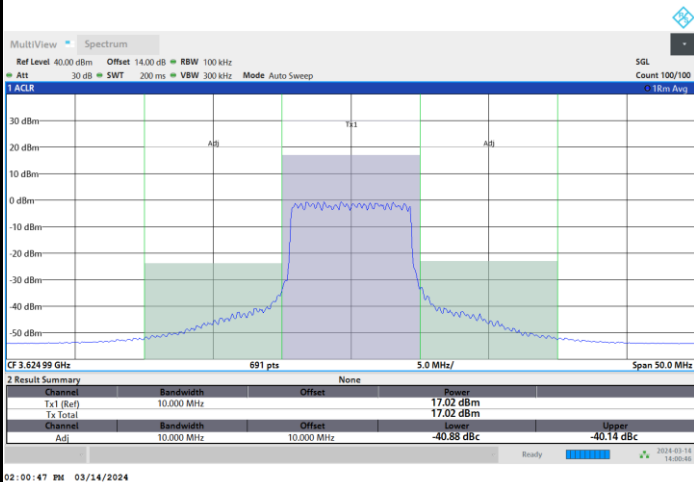 MultiView Spectrum
Ref Level 40.00 dBm Offset 14.00 dB RBW 100 kHz SGL
Att 30 dB SWT 200 ms VBW 300 kHz Mode Auto Sweep Count 100/100
1 ACLR 1Rm Avg
30 dBm
Tx1
20 dBm
Adj Adj
10 dBm
0 dBm
-10 dBm
-20 dBm
-30 dBm
-40 dBm
-50 dBm
CF 3.62499 GHz 691 pts 5.0 MHz/ Span 50.0 MHz
2 Result Summary None
Channel Bandwidth Offset Power
Tx1 (Ref) 10.000 MHz 17.02 dBm
Tx Total 17.02 dBm
Channel Bandwidth Offset Lower Upper
Adj 10.000 MHz 10.000 MHz -40.88 dBc -40.14 dBc
Ready 2024-03-14
14:00:48
02:00:47 PM 03/14/2024